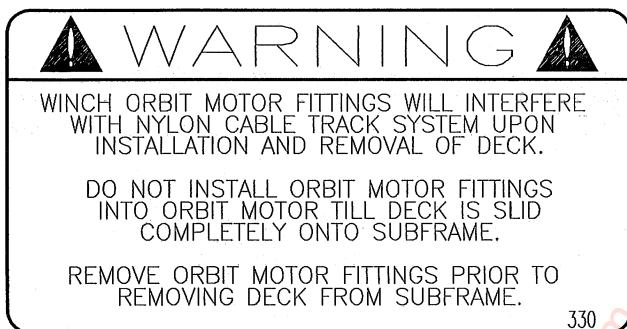 WARNING
WINCH ORBIT MOTOR FITTINGS WILL INTERFERE
WITH NYLON CABLE TRACK SYSTEM UPON
INSTALLATION AND REMOVAL OF DECK.
DO NOT INSTALL ORBIT MOTOR FITTINGS
INTO ORBIT MOTOR TILL DECK IS SLID
COMPLETELY ONTO SUBFRAME.
REMOVE ORBIT MOTOR FITTINGS PRIOR TO
REMOVING DECK FROM SUBFRAME.
330